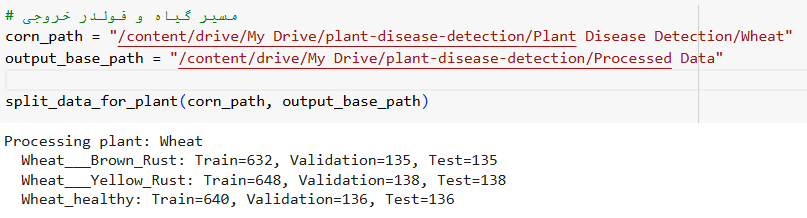 # مسیر گیاه و فولدر خروجی
corn_path = "/content/drive/My Drive/plant-disease-detection/Plant Disease Detection/Wheat"
output_base_path = "/content/drive/My Drive/plant-disease-detection/Processed Data"
split_data_for_plant(corn_path, output_base_path)
Processing plant: Wheat
  Wheat___Brown_Rust: Train=632, Validation=135, Test=135
  Wheat___Yellow_Rust: Train=648, Validation=138, Test=138
  Wheat_healthy: Train=640, Validation=136, Test=136